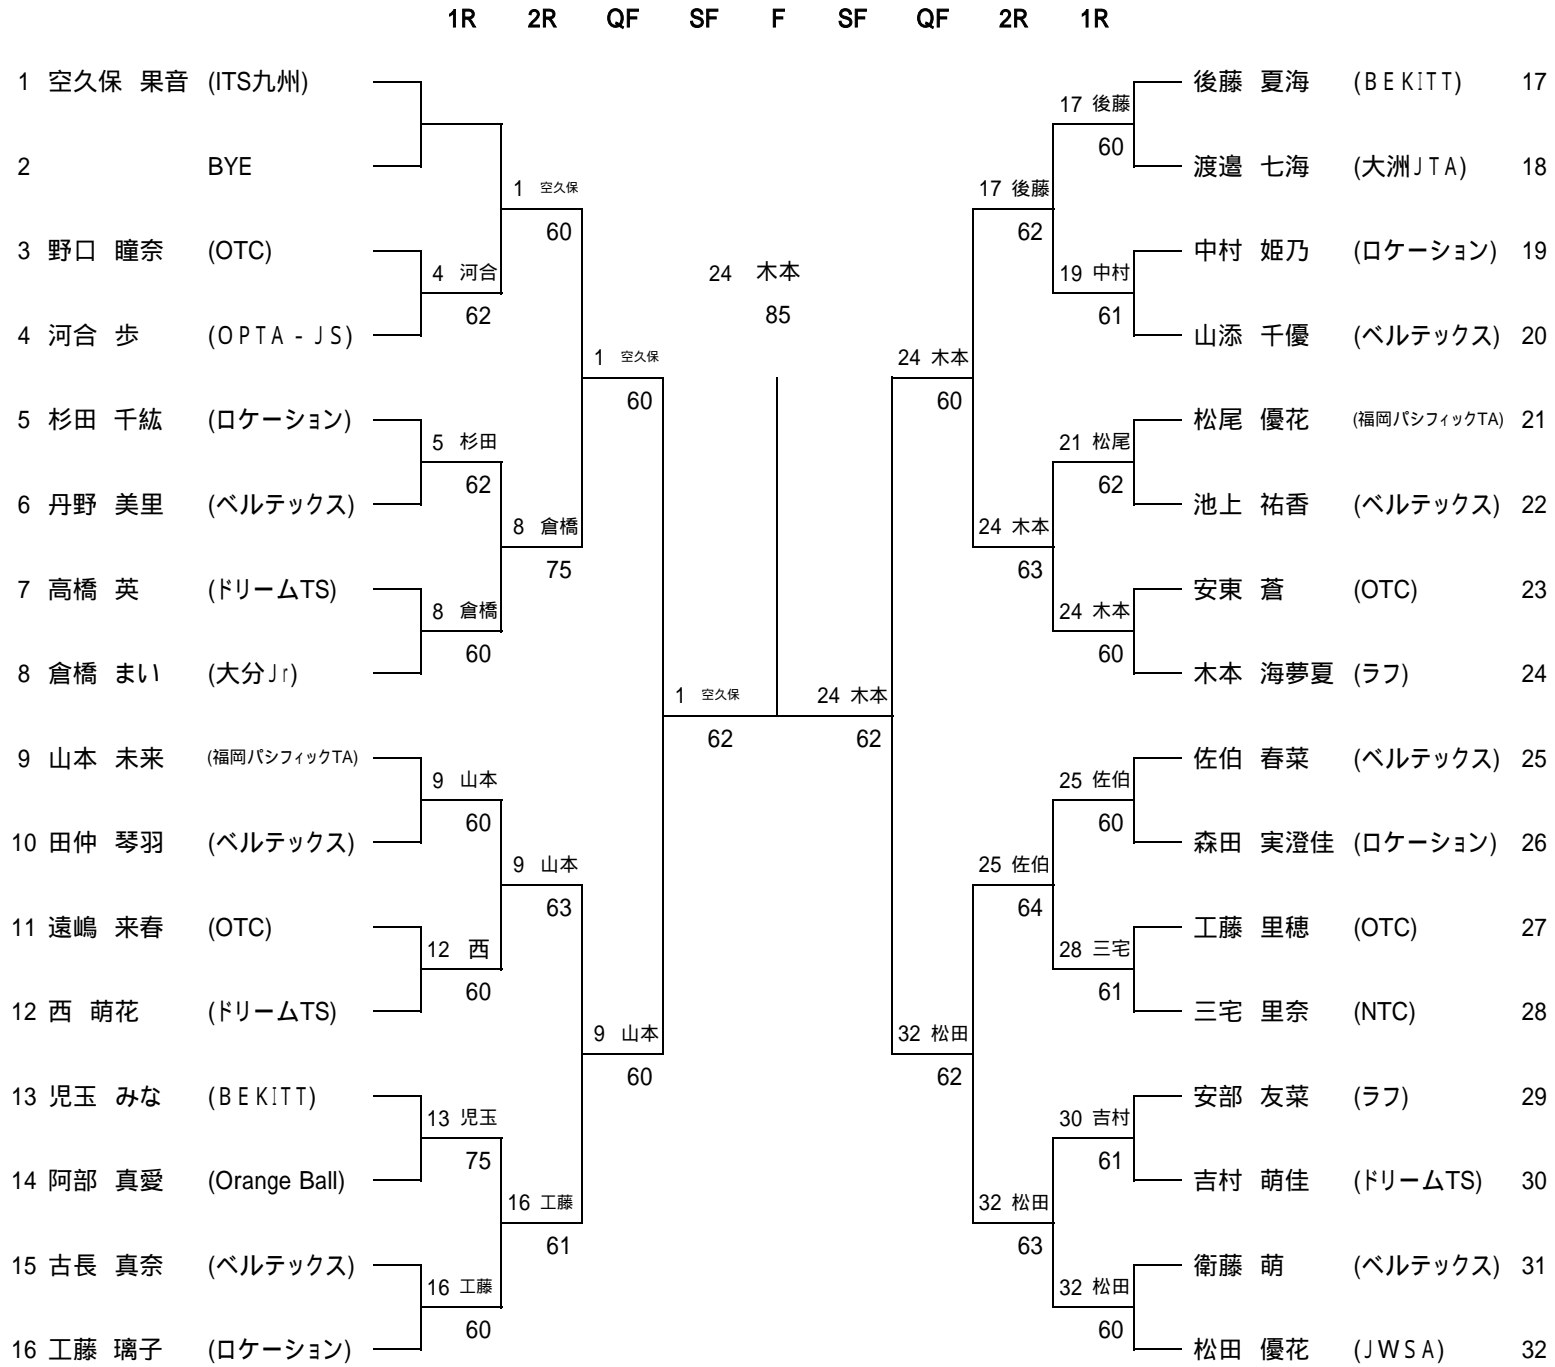 1R 2R QF SF F SF QF 2R 1R
1 空久保 果音 (ITS九州)
2 BYE
3 野口 瞳奈 (OTC)
4 河合 歩 (OPTA-JS)
5 杉田 千紘 (ロケーション)
6 丹野 美里 (ベルテックス)
7 高橋 英 (ドリームTS)
8 倉橋 まい (大分Jr)
9 山本 未来 (福岡パシフィックTA)
10 田仲 琴羽 (ベルテックス)
11 遠嶋 来春 (OTC)
12 西 萌花 (ドリームTS)
13 児玉 みな (BEKITT)
14 阿部 真愛 (Orange Ball)
15 古長 真奈 (ベルテックス)
16 工藤 璃子 (ロケーション)
4 河合
62
5 杉田
62
8 倉橋
60
9 山本
60
12 西
60
13 児玉
75
16 工藤
60
1 空久保
60
8 倉橋
75
9 山本
63
16 工藤
61
1 空久保
60
9 山本
60
1 空久保
62
24 木本
85
24 木本
62
24 木本
60
32 松田
62
17 後藤
62
24 木本
63
25 佐伯
64
32 松田
63
17 後藤
60
19 中村
61
21 松尾
62
24 木本
60
25 佐伯
60
28 三宅
61
30 吉村
61
32 松田
60
後藤 夏海 (BEKITT) 17
渡邉 七海 (大洲JTA) 18
中村 姫乃 (ロケーション) 19
山添 千優 (ベルテックス) 20
松尾 優花 (福岡パシフィックTA) 21
池上 祐香 (ベルテックス) 22
安東 蒼 (OTC) 23
木本 海夢夏 (ラフ) 24
佐伯 春菜 (ベルテックス) 25
森田 実澄佳 (ロケーション) 26
工藤 里穂 (OTC) 27
三宅 里奈 (NTC) 28
安部 友菜 (ラフ) 29
吉村 萌佳 (ドリームTS) 30
衛藤 萌 (ベルテックス) 31
松田 優花 (JWSA) 32